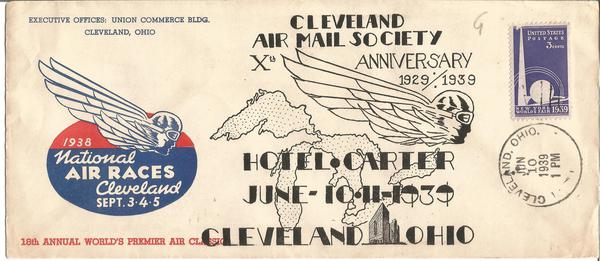 EXECUTIVE OFFICES: UNION COMMERCE BLDG.
CLEVELAND, OHIO
1938
National
AIR RACES
Cleveland
SEPT. 3·4·5
18th ANNUAL WORLD'S PREMIER AIR CLASSIC
CLEVELAND
AIR MAIL SOCIETY
Xth ANNIVERSARY
1929 1939
HOTEL·CARTER
JUNE-10·11-1939
CLEVELAND OHIO
UNITED STATES
POSTAGE
3 CENTS
NEW YORK
WORLD'S FAIR 1939
CLEVELAND, OHIO.
JUN
10
1 PM
1939
1
G